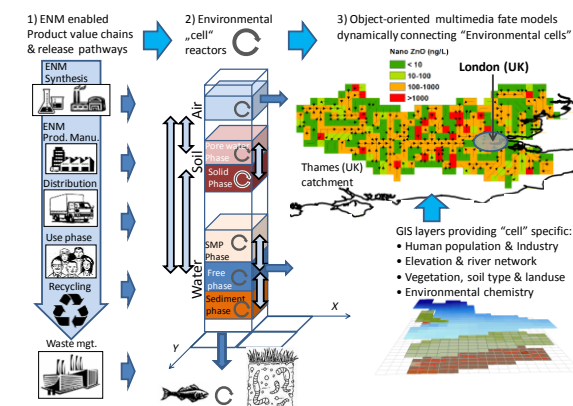 1) ENM enabled
Product value chains
& release pathways
2) Environmental
„cell“
reactors
3) Object-oriented multimedia fate models
dynamically connecting “Environmental cells”
ENM
Synthesis
ENM
Prod. Manu.
Distribution
Use phase
Recycling
Waste mgt.
Air
Soil
Water
Pore water
Phase
Solid
Phase
SMP
Phase
Free
phase
Sediment
phase
X
Y
Nano ZnO (ng/L)
< 10
10-100
100-1000
>1000
London (UK)
Thames (UK)
catchment
GIS layers providing “cell” specific:
• Human population & Industry
• Elevation & river network
• Vegetation, soil type & landuse
• Environmental chemistry